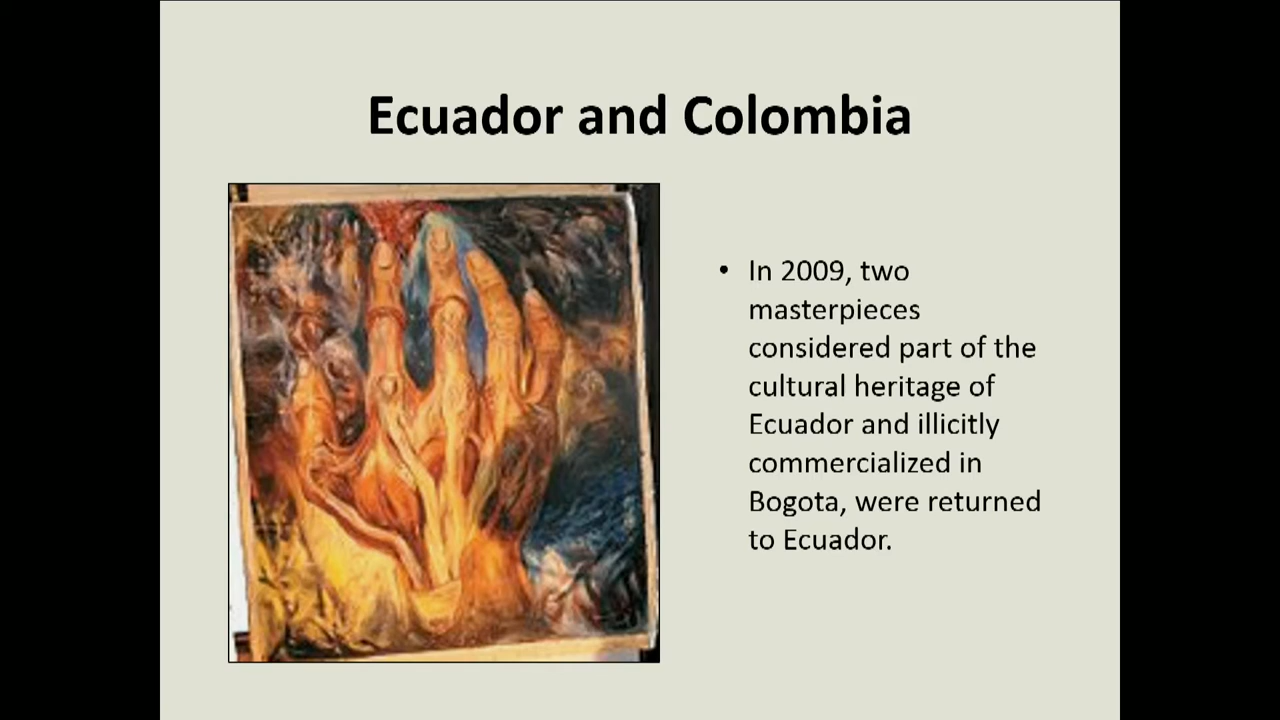 Ecuador and Colombia
• In 2009, two
masterpieces
considered part of the
cultural heritage of
Ecuador and illicitly
commercialized in
Bogota, were returned
to Ecuador.